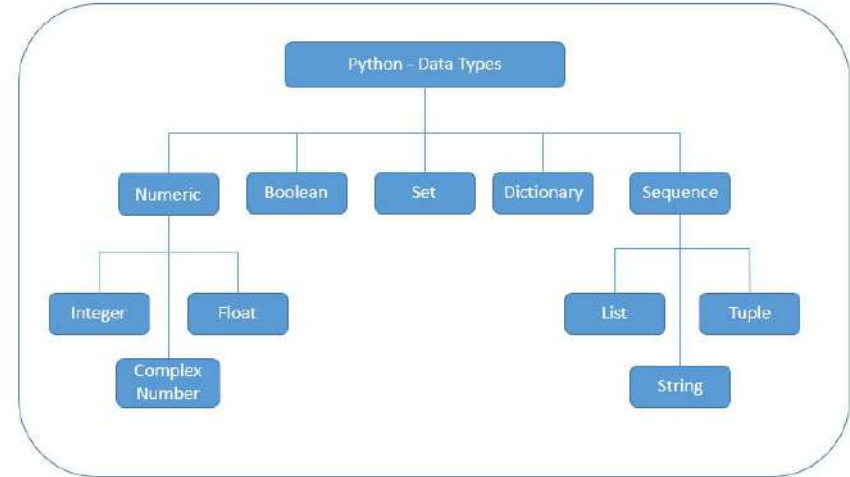 Python - Data Types
Numeric
Boolean
Set
Dictionary
Sequence
Integer
Float
List
Tuple
Complex
Number
String